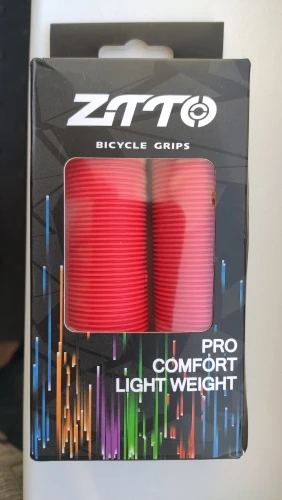 ZTTO
BICYCLE GRIPS
PRO
COMFORT
LIGHT WEIGHT